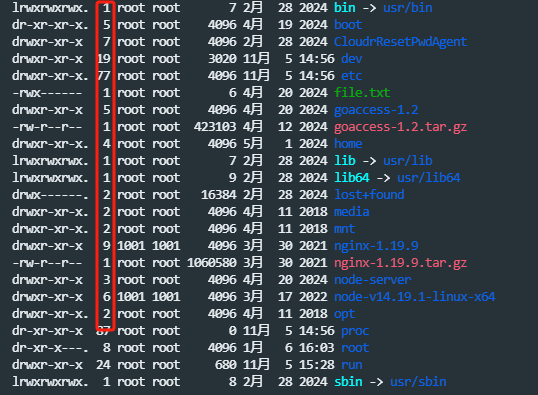 lrwxrwxrwx. 1 root root 7 2月 28 2024 bin -> usr/bin
dr-xr-xr-x. 5 root root 4096 4月 19 2024 boot
drwxr-xr-x 7 root root 4096 2月 28 2024 CloudrResetPwdAgent
drwxr-xr-x 19 root root 3020 11月 5 14:56 dev
drwxr-xr-x. 77 root root 4096 11月 5 14:56 etc
-rwx------ 1 root root 6 4月 20 2024 file.txt
drwxr-xr-x 5 root root 4096 4月 20 2024 goaccess-1.2
-rw-r--r-- 1 root root 423103 4月 12 2024 goaccess-1.2.tar.gz
drwxr-xr-x. 4 root root 4096 5月 1 2024 home
lrwxrwxrwx. 1 root root 7 2月 28 2024 lib -> usr/lib
lrwxrwxrwx. 1 root root 9 2月 28 2024 lib64 -> usr/lib64
drwx------. 2 root root 16384 2月 28 2024 lost+found
drwxr-xr-x. 2 root root 4096 4月 11 2018 media
drwxr-xr-x. 2 root root 4096 4月 11 2018 mnt
drwxr-xr-x 9 1001 1001 4096 3月 30 2021 nginx-1.19.9
-rw-r--r-- 1 root root 1060580 3月 30 2021 nginx-1.19.9.tar.gz
drwxr-xr-x 3 root root 4096 4月 20 2024 node-server
drwxr-xr-x 6 1001 1001 4096 3月 17 2022 node-v14.19.1-linux-x64
drwxr-xr-x. 2 root root 4096 4月 11 2018 opt
dr-xr-xr-x 87 root root 0 11月 5 14:56 proc
dr-xr-x---. 8 root root 4096 1月 6 16:03 root
drwxr-xr-x 24 root root 680 11月 5 15:28 run
lrwxrwxrwx. 1 root root 8 2月 28 2024 sbin -> usr/sbin